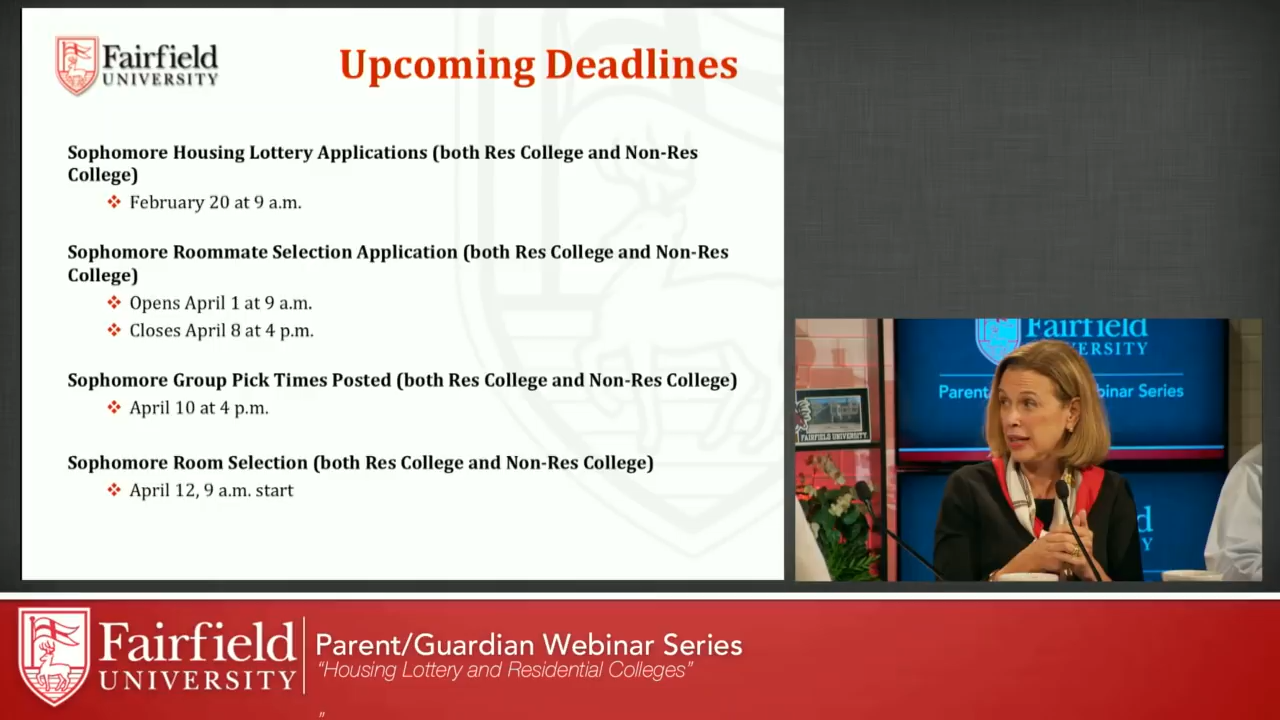 Fairfield
UNIVERSITY
Upcoming Deadlines
Sophomore Housing Lottery Applications (both Res College and Non-Res
College)
❖ February 20 at 9 a.m.
Sophomore Roommate Selection Application (both Res College and Non-Res
College)
❖ Opens April 1 at 9 a.m.
❖ Closes April 8 at 4 p.m.
Sophomore Group Pick Times Posted (both Res College and Non-Res College)
❖ April 10 at 4 p.m.
Sophomore Room Selection (both Res College and Non-Res College)
❖ April 12, 9 a.m. start
Fairfield
VERSITY
Parent
binar Series
FAIRFIELD UNIVERSITY
d
Y
Fairfield
UNIVERSITY
Parent/Guardian Webinar Series
“Housing Lottery and Residential Colleges”
”